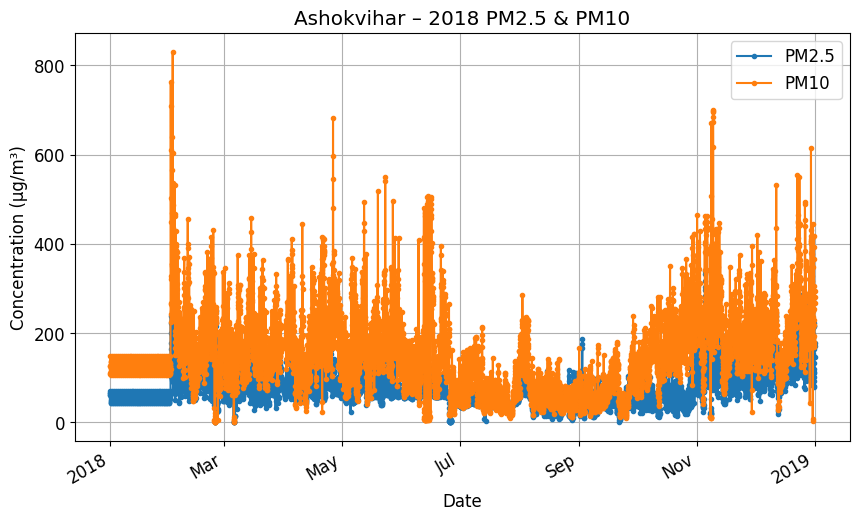 Ashokvihar – 2018 PM2.5 & PM10
PM2.5
PM10
Concentration (µg/m³)
800
600
400
200
0
2018
Mar
May
Jul
Sep
Nov
2019
Date